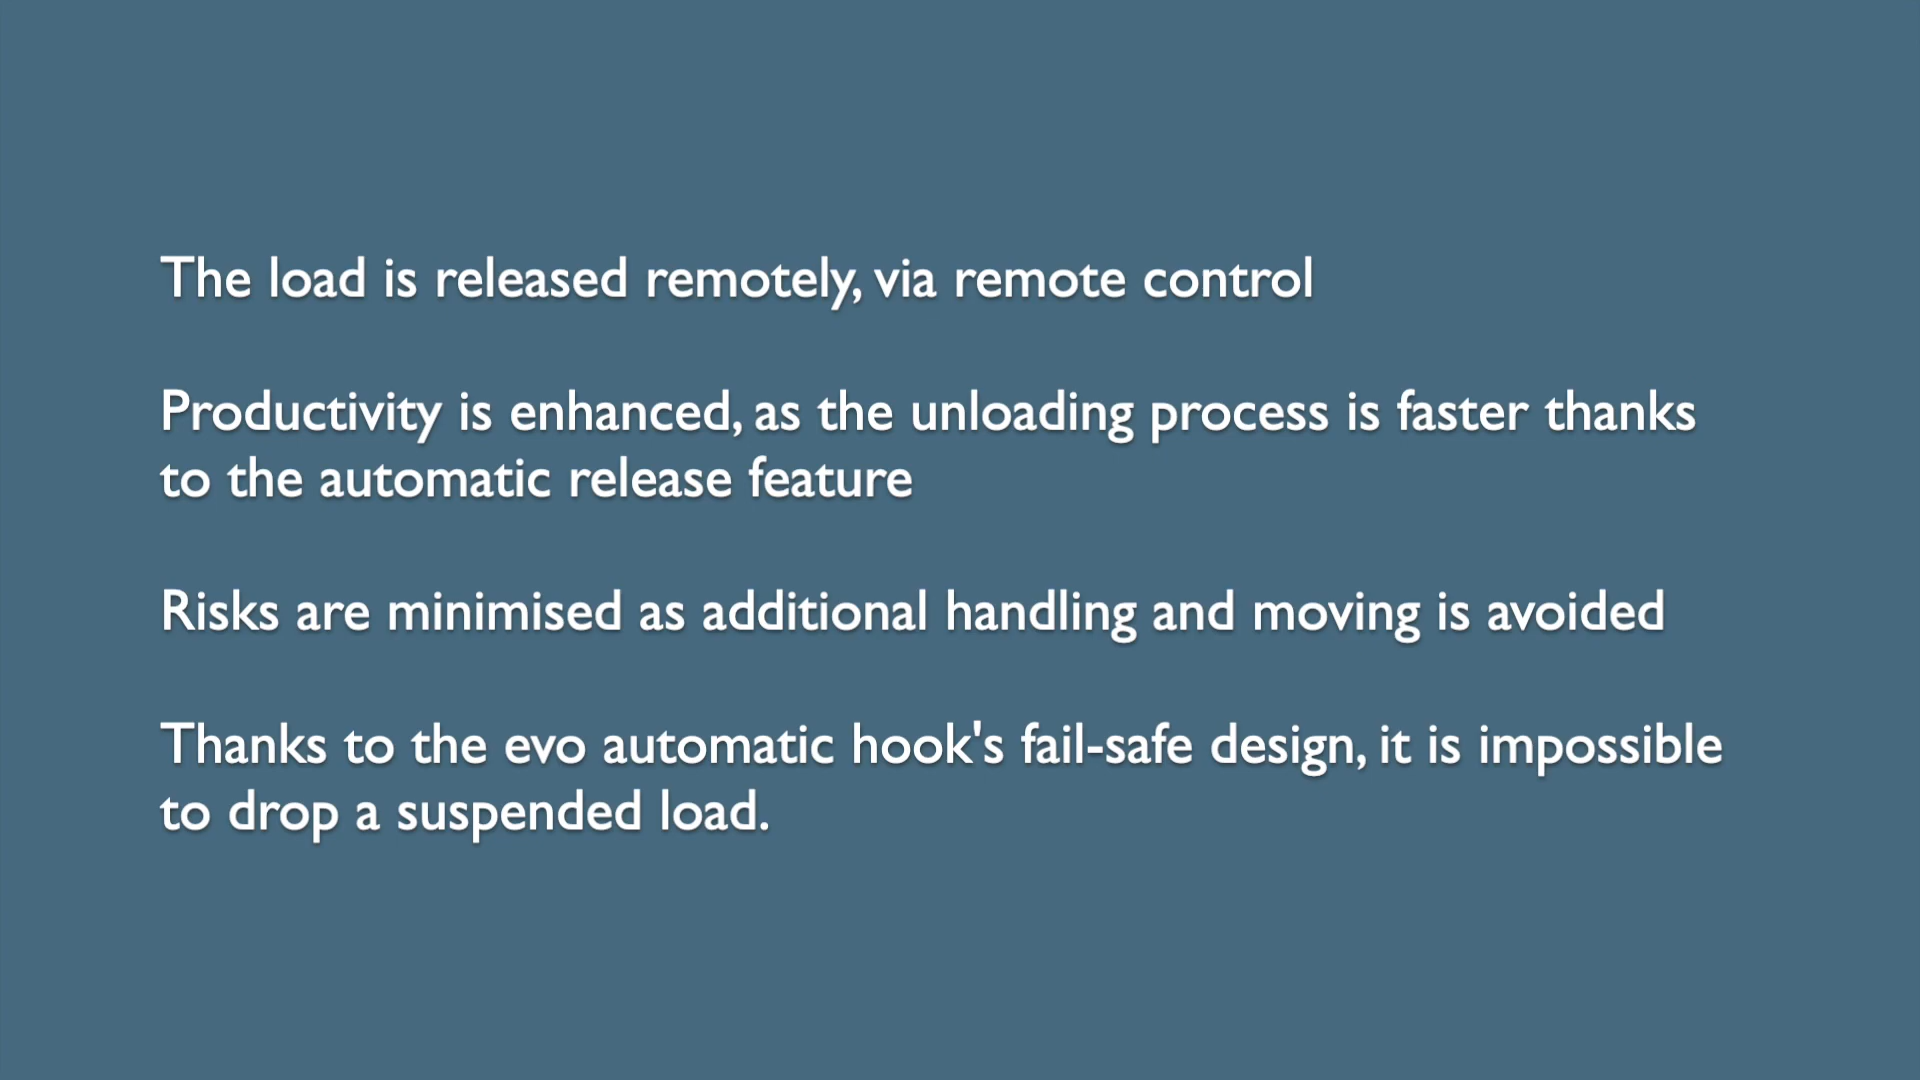 The load is released remotely, via remote control
Productivity is enhanced, as the unloading process is faster thanks
to the automatic release feature
Risks are minimised as additional handling and moving is avoided
Thanks to the evo automatic hook's fail-safe design, it is impossible
to drop a suspended load.